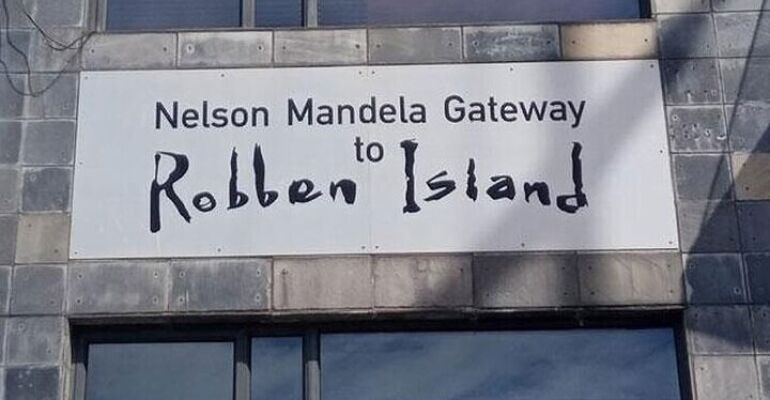 Nelson Mandela Gateway
to
Robben Island